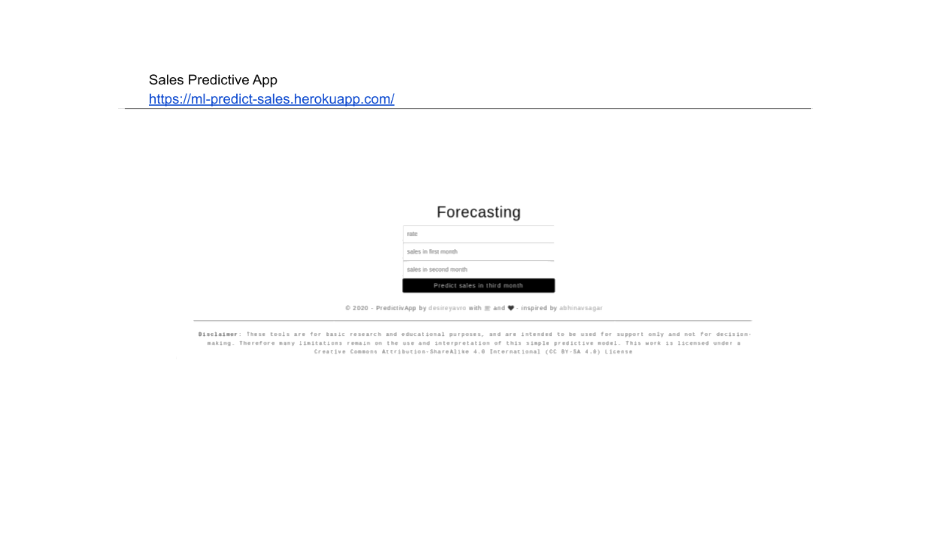 Sales Predictive App
https://ml-predict-sales.herokuapp.com/
Forecasting
rate
sales in first month
sales in second month
Predict sales in third month
© 2020 - PredictivApp by with and ♥ - inspired by abhinavsagar
Disclaimer: These tools are for basic research and educational purposes, and are intended to be used for support only and not for decision-
making. Therefore many limitations remain on the use and interpretation of this simple predictive model. This work is licensed under a
Creative Commons Attribution-ShareAlike 4.0 International (CC BY-SA 4.0) License